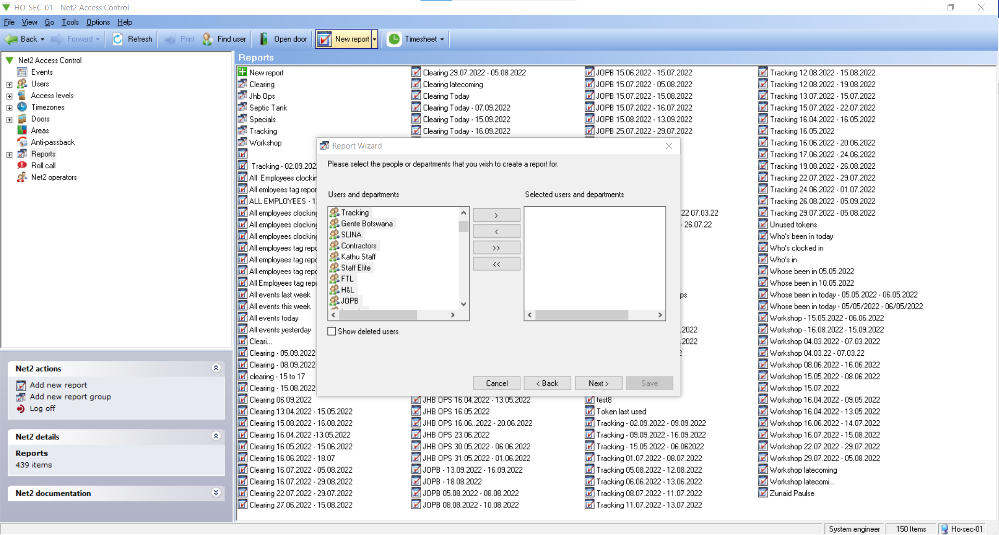 HO-SEC-01 - Net2 Access Control
File View Go Tools Options Help
Back Forward Refresh Print Find user Open door New report Timesheet
Net2 Access Control
Events
Users
Access levels
Timezones
Doors
Areas
Anti-passback
Reports
Roll call
Net2 operators
Net2 actions
Add new report
Add new report group
Log off
Net2 details
Reports
439 items
Net2 documentation
Reports
New report
Clearing
Jhb Ops
Septic Tank
Specials
Tracking
Workshop
Tracking - 02.09.202
All Employees clockin
All emloyees tag repor
ALL EMPLOYEES - 1
All employees clocking
All employees clocking
All employees clocking
All employees tag repo
All employees tag repo
All employees tag repo
All Employees tag repo
All events last week
All events this week
All events today
All events yesterday
Cleari...
Clearing - 05.09.2022
Clearing - 08.09.2022
clearing - 15 to 17
Clearing - 15.08.2022
Clearing 06.09.2022
Clearing 13.04.2022 - 15.05.2022
Clearing 15.08.2022 - 16.08.2022
Clearing 16.04.2022 -13.05.2022
Clearing 16.05.2022 - 15.06.2022
Clearing 16.06.2022 - 18.07
Clearing 16.07.2022 - 05.08.2022
Clearing 16.07.2022 - 29.08.2022
Clearing 22.07.2022 - 29.07.2022
Clearing 27.06.2022 - 15.08.2022
Clearing 29.07.2022 - 05.08.2022
Clearing latecoming
Clearing Today
Clearing Today - 07.09.2022
Clearing Today - 15.09.2022
Clearing Today - 16.09.2022
JHB OPS 16.04.2022 - 13.05.2022
JHB OPS 16.05.2022
JHB OPS 16.06..2022 - 20.06.2022
JHB OPS 23.06.2022
JHB OPS 30.05.2022 - 06.06.2022
JHB OPS 31.05.2022 - 01.06.2022
JOPB - 13.09.2022 - 16.09.2022
JOPB - 18.08.2022
JOPB 05.08.2022 - 08.08.2022
JOPB 08.08.2022 - 10.08.2022
JOPB 15.06.2022 - 15.07.2022
JOPB 15.07.2022 - 05.08.2022
JOPB 15.07.2022 - 15.08.2022
JOPB 15.07.2022 - 16.07.2022
JOPB 15.08.2022 - 13.09.2022
JOPB 25.07.2022 - 29.07.2022
22 07.03.22
- 26.07.22
ps
.2022
.2022
test8
Token last used
Tracking - 02.09.2022 - 09.09.2022
Tracking - 09.09.2022 - 16.09.2022
Tracking - 15.05.2022 - 06.062022
Tracking 01.07.2022 - 08.07.2022
Tracking 05.08.2022 - 12.08.2022
Tracking 06.06.2022 - 13.06.2022
Tracking 08.07.2022 - 11.07.2022
Tracking 11.07.2022 - 13.07.2022
Tracking 12.08.2022 - 15.08.2022
Tracking 12.08.2022 - 19.08.2022
Tracking 13.07.2022 - 15.07.2022
Tracking 15.07.2022 - 22.07.2022
Tracking 16.04.2022 - 16.05.2022
Tracking 16.05.2022
Tracking 16.06.2022 - 20.06.2022
Tracking 17.06.2022 - 24.06.2022
Tracking 19.08.2022 - 26.08.2022
Tracking 22.07.2022 - 29.07.2022
Tracking 24.06.2022 - 01.07.2022
Tracking 26.08.2022 - 05.09.2022
Tracking 29.07.2022 - 05.08.2022
Unused tokens
Who's been in today
Who's clocked in
Who's in
Whose been in 05.05.2022
Whose been in 10.05.2022
Whose been in today - 05.05.2022 - 06.05.2022
Whose been in today - 05/05/2022 - 06/05/2022
Workshop - 15.05.2022 - 06.06.2022
Workshop - 16.08.2022 - 15.09.2022
Workshop 04.03.2022 - 07.03.2022
Workshop 04.03.22 - 07.03.22
Workshop 08.06.2022 - 16.06.2022
Workshop 15.05.2022 - 08.06.2022
Workshop 15.07.2022
Workshop 16.04.2022 - 09.05.2022
Workshop 16.04.2022 - 13.05.2022
Workshop 16.06.2022 - 14.07.2022
Workshop 16.07.2022 - 15.08.2022
Workshop 22.07.2022 - 29.07.2022
Workshop 29.07.2022 - 05.08.2022
Workshop latecoming
Workshop latecomi...
Zunaid Paulse
Report Wizard
Please select the people or departments that you wish to create a report for.
Users and departments
Tracking
Gente Botswana
SLINA
Contractors
Kathu Staff
Staff Elite
FTL
H&L
JOPB
> 
<
>>
<<
Selected users and departments
Show deleted users
Cancel < Back Next > Save
System engineer 150 Items Ho-sec-01